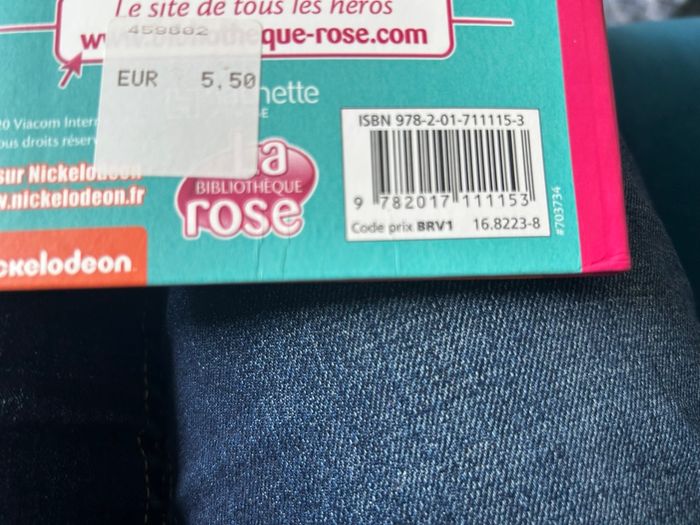 Le site de tous les héros
459802
www.bibliothèque-rose.com
EUR 5,50
hachette
ISBN 978-2-01-711115-3
20 Viacom Intern
ous droits réser
la
BIBLIOTHÈQUE
rose
sur Nickelodeon
w.nickelodeon.fr
9 782017 111153
Code prix BRV1 16.8223-8
#703734
ckelodeon